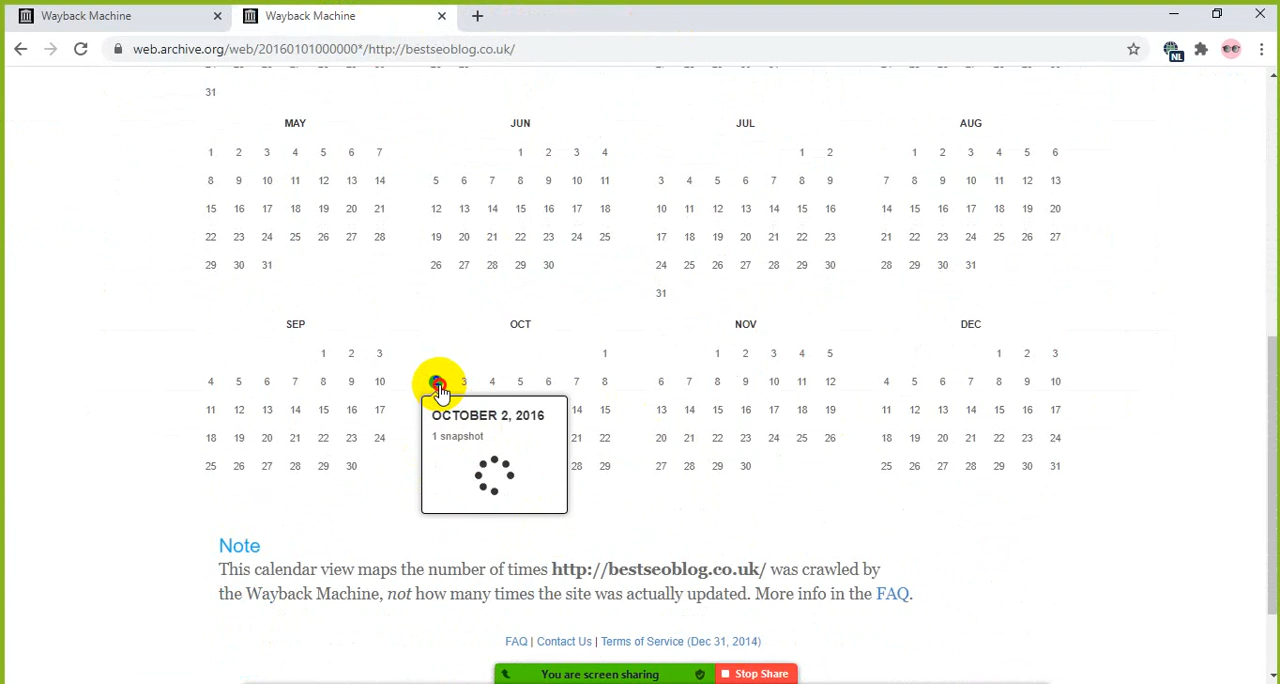 Wayback Machine
Wayback Machine
web.archive.org/web/20160101000000*/http://bestseoblog.co.uk/
NL
31
MAY JUN JUL AUG
1 2 3 4 5 6 7 1 2 3 4 1 2 1 2 3 4 5 6
8 9 10 11 12 13 14 5 6 7 8 9 10 11 3 4 5 6 7 8 9 7 8 9 10 11 12 13
15 16 17 18 19 20 21 12 13 14 15 16 17 18 10 11 12 13 14 15 16 14 15 16 17 18 19 20
22 23 24 25 26 27 28 19 20 21 22 23 24 25 17 18 19 20 21 22 23 21 22 23 24 25 26 27
29 30 31 26 27 28 29 30 24 25 26 27 28 29 30 28 29 30 31
31
SEP OCT NOV DEC
1 2 3 1 1 2 3 4 5 1 2 3
4 5 6 7 8 9 10 3 4 5 6 7 8 6 7 8 9 10 11 12 4 5 6 7 8 9 10
11 12 13 14 15 16 17 14 15 13 14 15 16 17 18 19 11 12 13 14 15 16 17
18 19 20 21 22 23 24 21 22 20 21 22 23 24 25 26 18 19 20 21 22 23 24
25 26 27 28 29 30 28 29 27 28 29 30 25 26 27 28 29 30 31
OCTOBER 2, 2016
1 snapshot
Note
This calendar view maps the number of times http://bestseoblog.co.uk/ was crawled by
the Wayback Machine, not how many times the site was actually updated. More info in the FAQ.
FAQ | Contact Us | Terms of Service (Dec 31, 2014)
You are screen sharing Stop Share